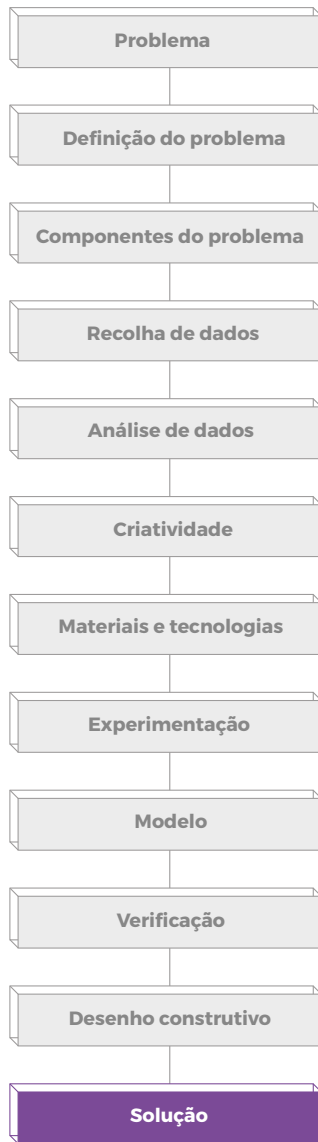 Problema
Definição do problema
Componentes do problema
Recolha de dados
Análise de dados
Criatividade
Materiais e tecnologias
Experimentação
Modelo
Verificação
Desenho construtivo
Solução